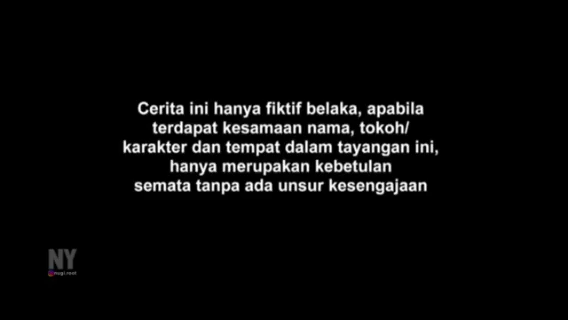 Cerita ini hanya fiktif belaka, apabila
terdapat kesamaan nama, tokoh/
karakter dan tempat dalam tayangan ini,
hanya merupakan kebetulan
semata tanpa ada unsur kesengajaan
NY